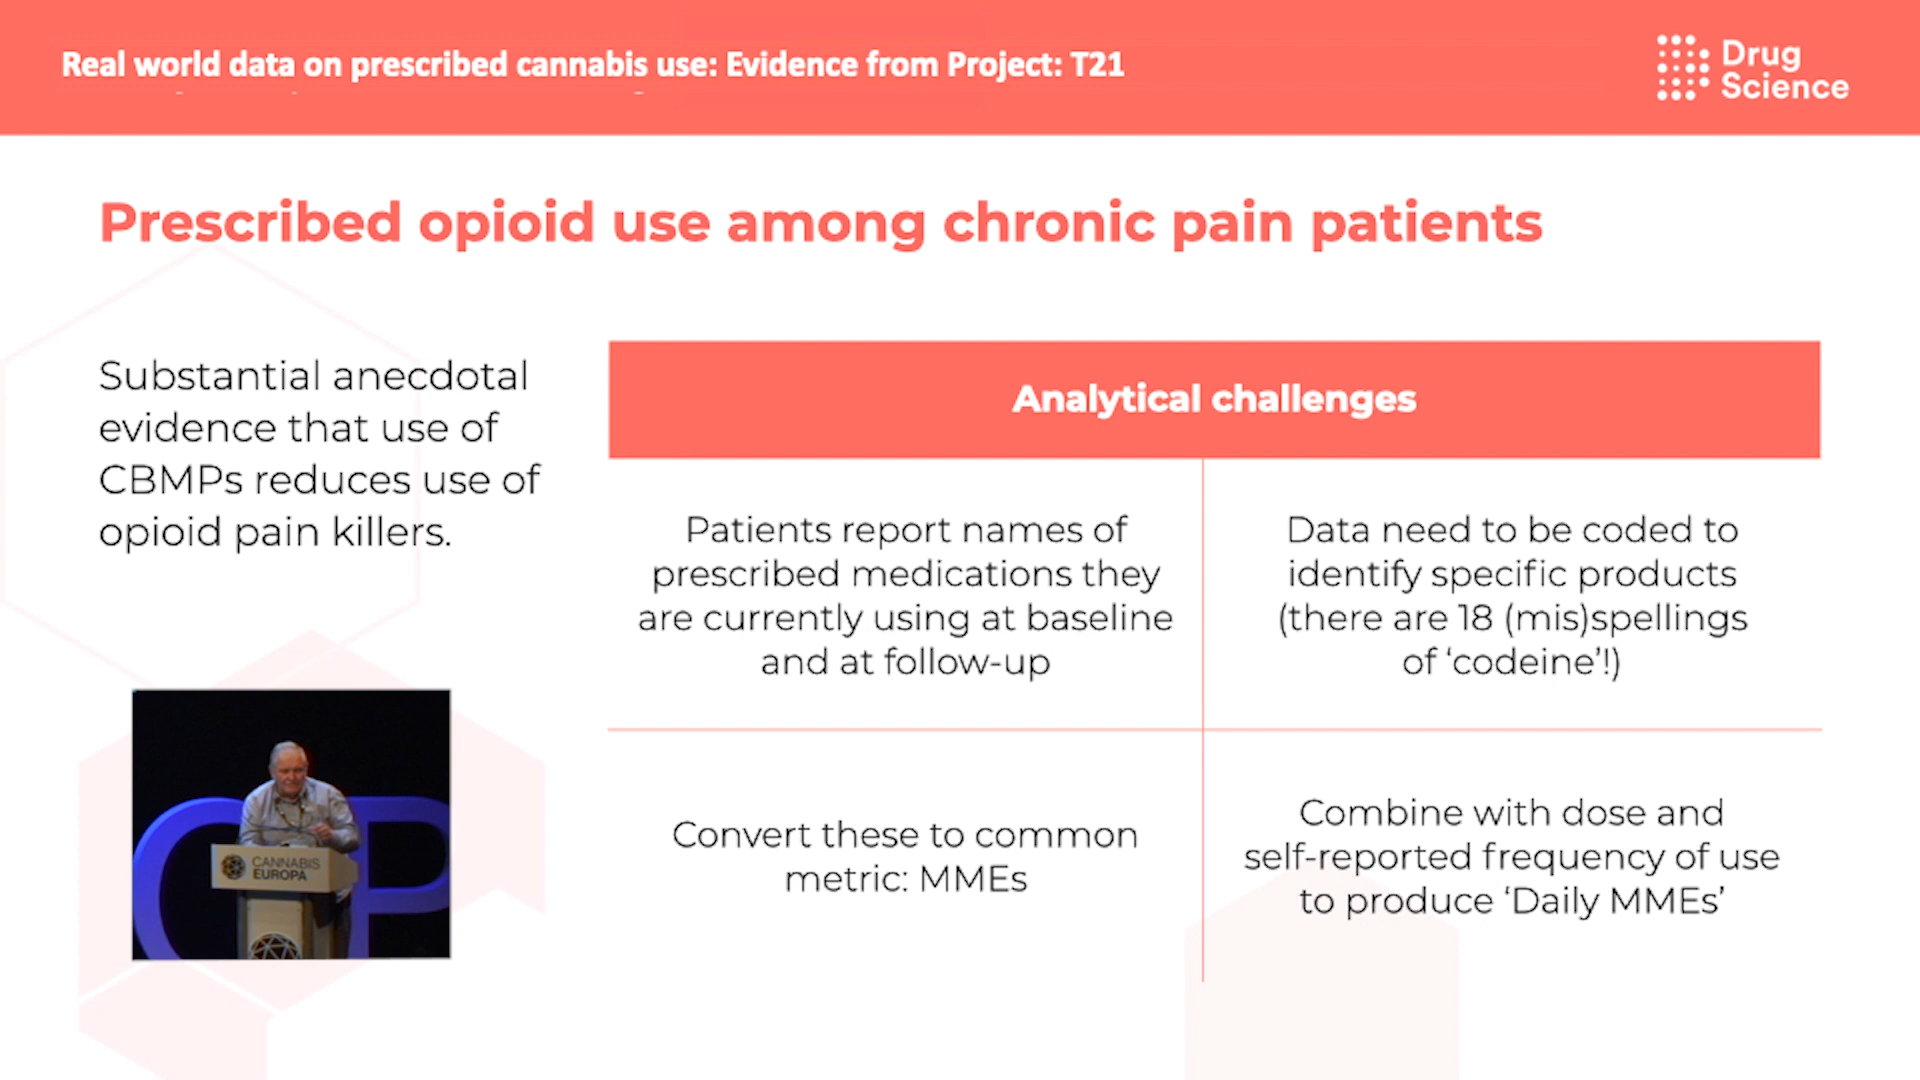 Real world data on prescribed cannabis use: Evidence from Project: T21
Drug
Science
Prescribed opioid use among chronic pain patients
Substantial anecdotal
evidence that use of
CBMPs reduces use of
opioid pain killers.
Analytical challenges
Patients report names of
prescribed medications they
are currently using at baseline
and at follow-up
Data need to be coded to
identify specific products
(there are 18 (mis)spellings
of ‘codeine’!)
Convert these to common
metric: MMEs
Combine with dose and
self-reported frequency of use
to produce ‘Daily MMEs’
CANNABIS
EUROPA